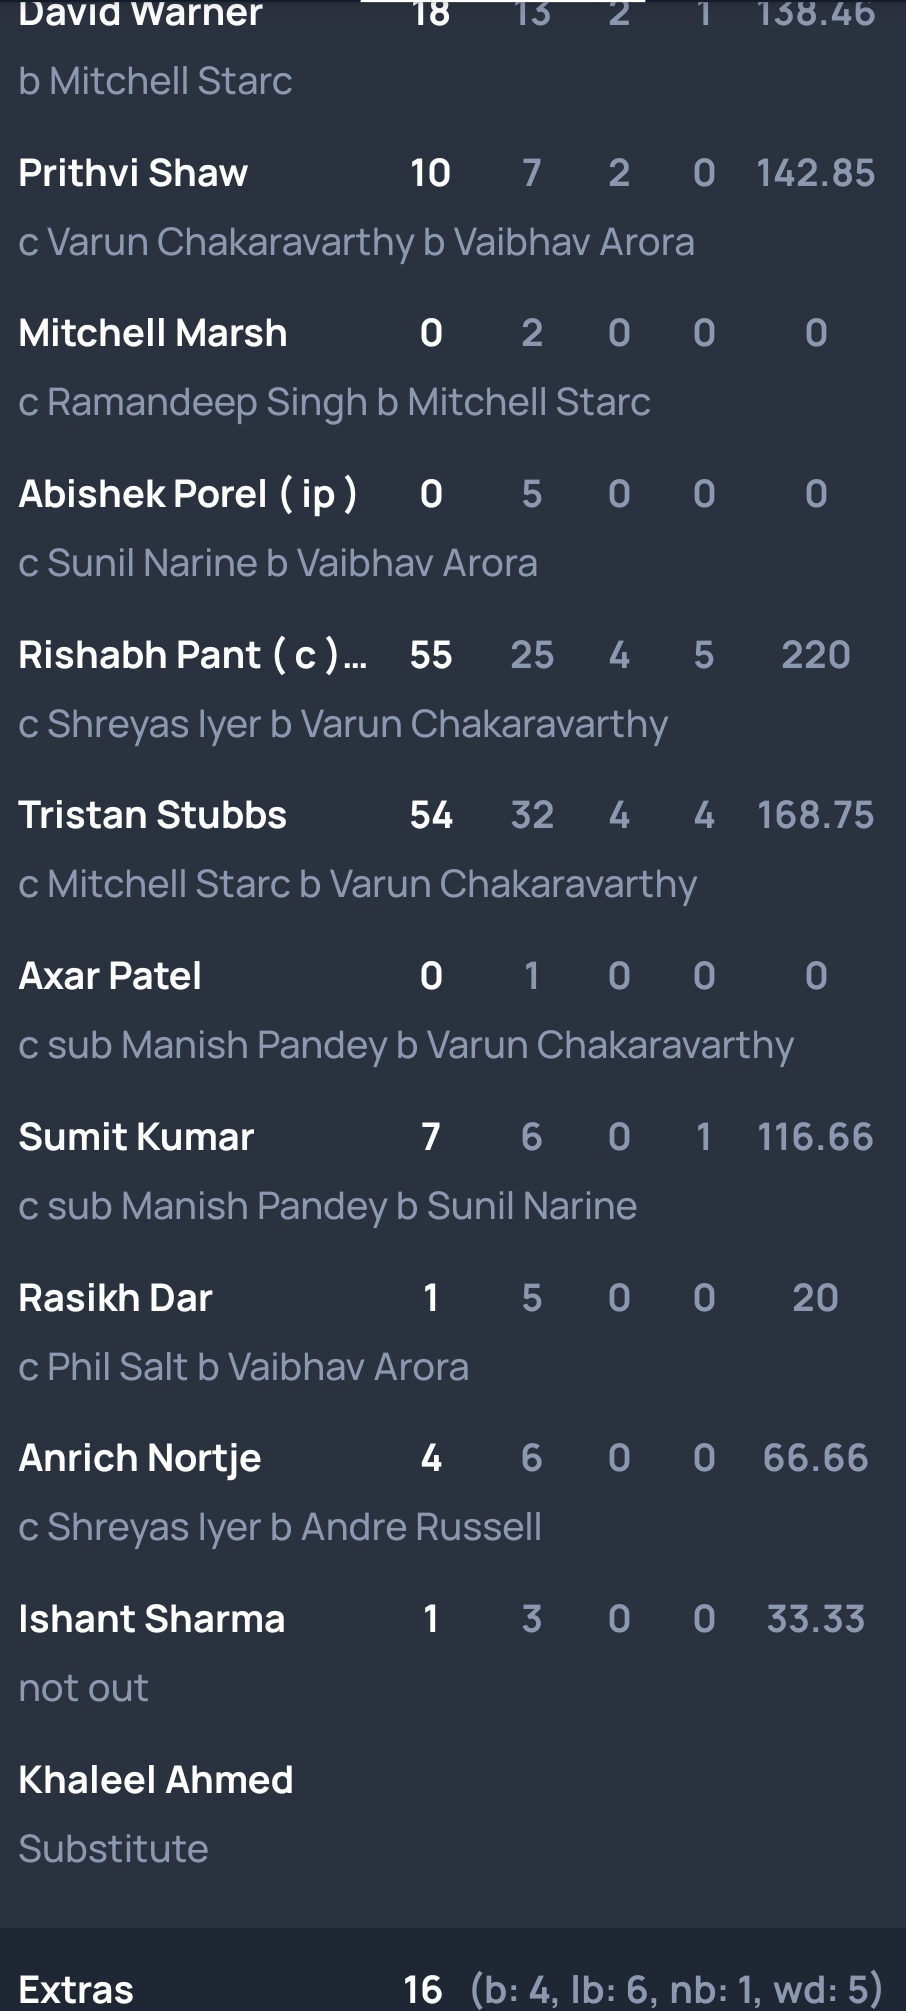 David Warner 18 13 2 1 138.46
b Mitchell Starc
Prithvi Shaw 10 7 2 0 142.85
c Varun Chakaravarthy b Vaibhav Arora
Mitchell Marsh 0 2 0 0 0
c Ramandeep Singh b Mitchell Starc
Abishek Porel ( ip ) 0 5 0 0 0
c Sunil Narine b Vaibhav Arora
Rishabh Pant ( c )... 55 25 4 5 220
c Shreyas Iyer b Varun Chakaravarthy
Tristan Stubbs 54 32 4 4 168.75
c Mitchell Starc b Varun Chakaravarthy
Axar Patel 0 1 0 0 0
c sub Manish Pandey b Varun Chakaravarthy
Sumit Kumar 7 6 0 1 116.66
c sub Manish Pandey b Sunil Narine
Rasikh Dar 1 5 0 0 20
c Phil Salt b Vaibhav Arora
Anrich Nortje 4 6 0 0 66.66
c Shreyas Iyer b Andre Russell
Ishant Sharma 1 3 0 0 33.33
not out
Khaleel Ahmed
Substitute
Extras 16 (b: 4, lb: 6, nb: 1, wd: 5)